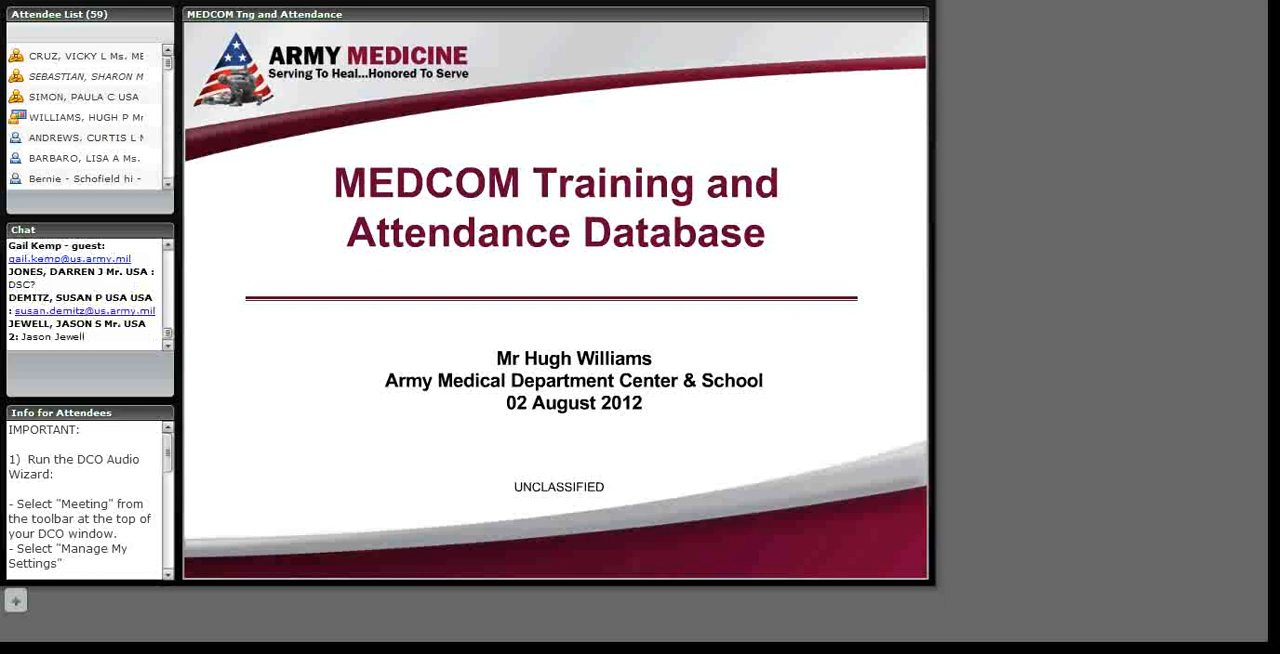 Attendee List (59)
CRUZ, VICKY L Ms. ME
SEBASTIAN, SHARON M
SIMON, PAULA C USA
WILLIAMS, HUGH P Mr
ANDREWS, CURTIS L M
BARBARO, LISA A Ms.
Bernie - Schofield hi -
Chat
Gail Kemp - guest:
gail.kemp@us.army.mil
JONES, DARREN J Mr. USA :
DSC?
DEMITZ, SUSAN P USA USA
: susan.demitz@us.army.mil
JEWELL, JASON S Mr. USA
2: Jason Jewell
Info for Attendees
IMPORTANT:
1) Run the DCO Audio
Wizard:
- Select "Meeting" from
the toolbar at the top of
your DCO window.
- Select "Manage My
Settings"
MEDCOM Tng and Attendance
ARMY MEDICINE
Serving To Heal...Honored To Serve
MEDCOM Training and
Attendance Database
Mr Hugh Williams
Army Medical Department Center & School
02 August 2012
UNCLASSIFIED